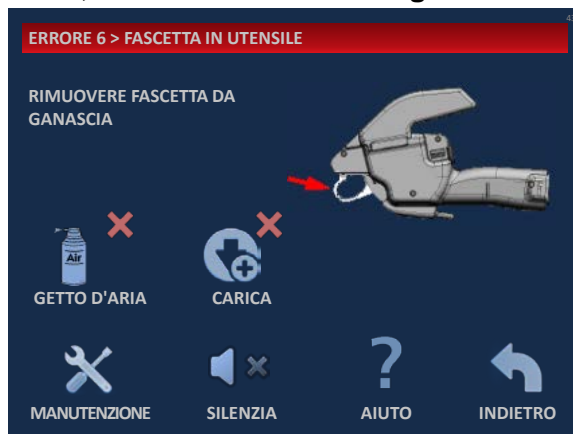 ERRORE 6 > FASCETTA IN UTENSILE
RIMUOVERE FASCETTA DA
GANASCIA
Air
GETTO D'ARIA
CARICA
MANUTENZIONE
SILENZIA
?
AIUTO
INDIETRO